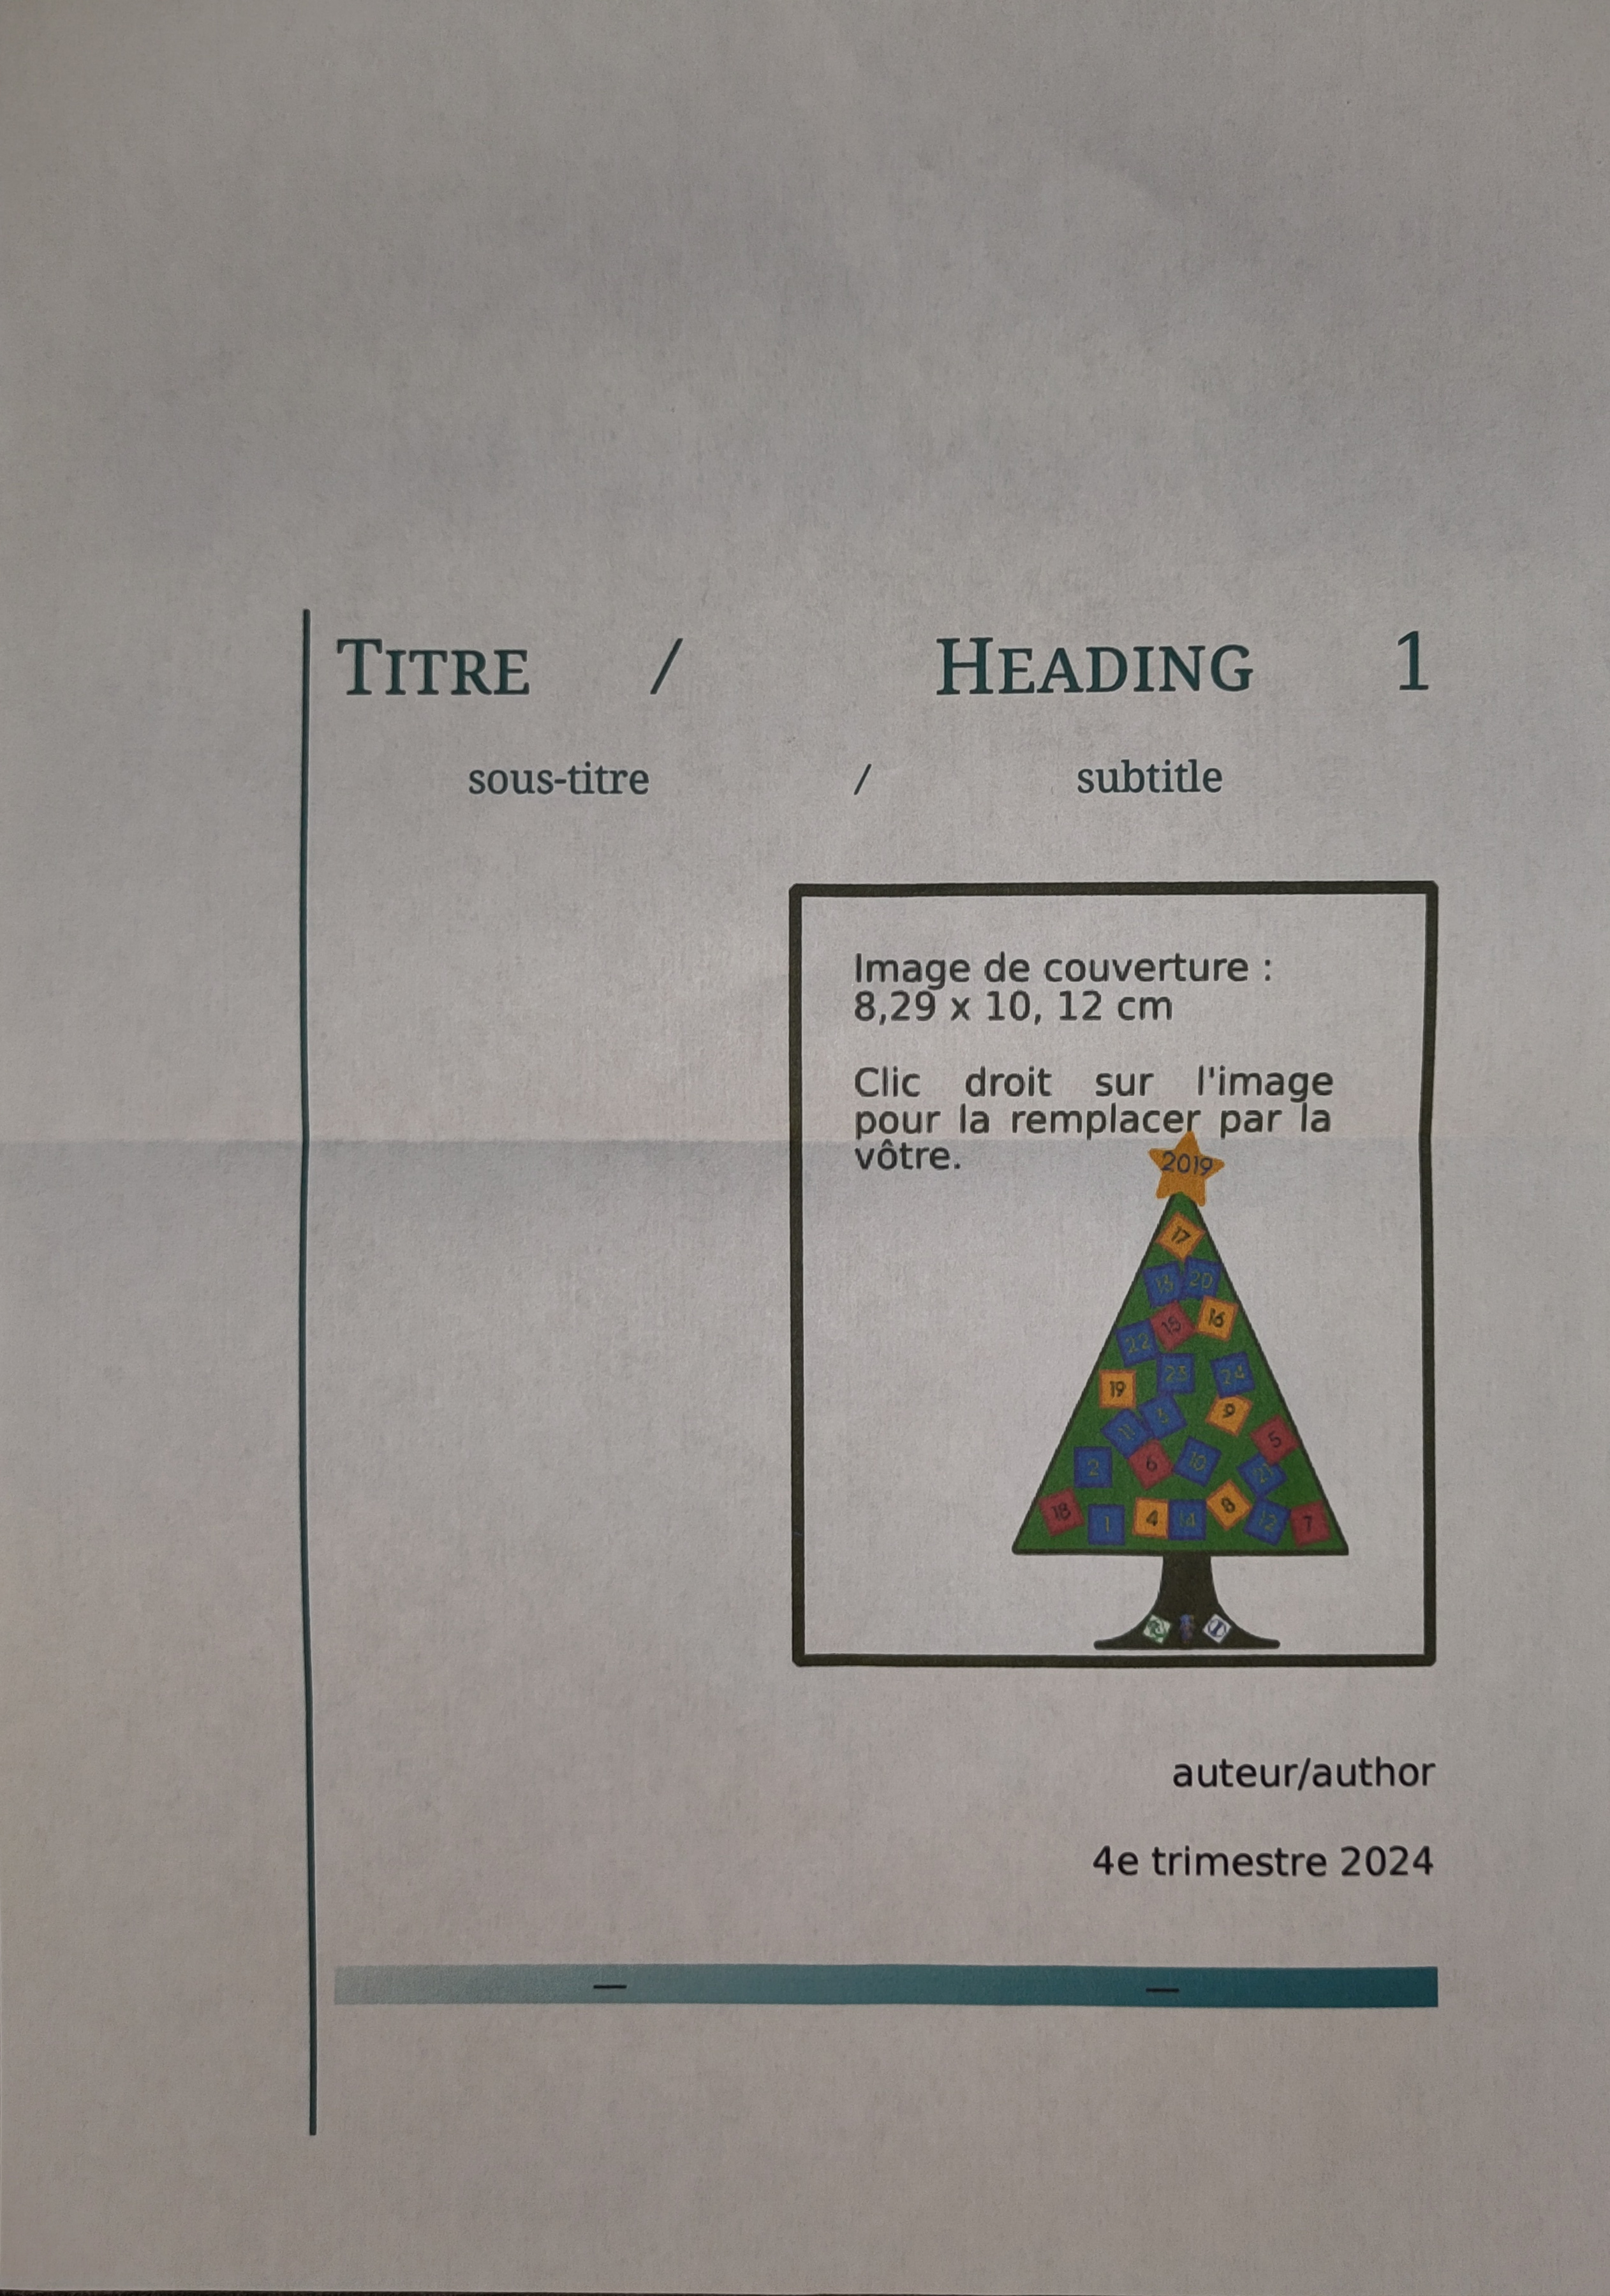 TITRE / HEADING 1
sous-titre / subtitle
Image de couverture :
8,29 x 10, 12 cm
Clic droit sur l'image
pour la remplacer par la
vôtre.
2019
17
13 20
22 15 16
19 23 24
11 3 9
2 6 10 21 5
18 1 4 14 8 12 7
auteur/author
4e trimestre 2024
— —